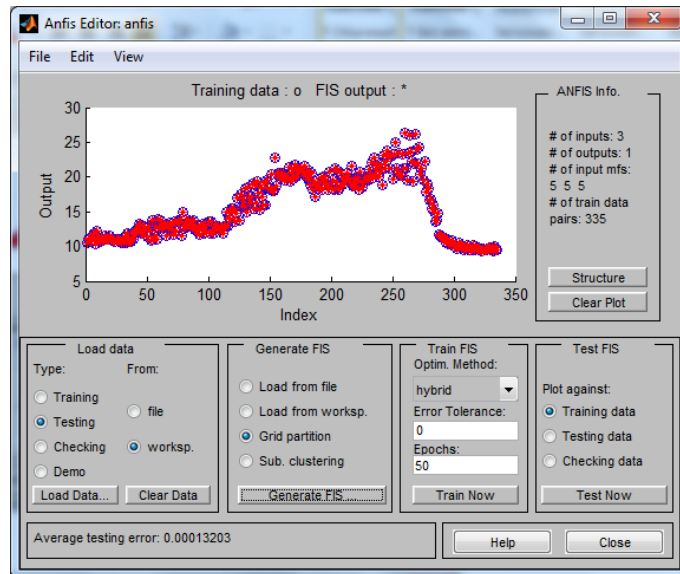 Anfis Editor: anfis
File Edit View
Training data : o FIS output : *
30
25
20
15
10
5
Output
0 50 100 150 200 250 300 350
Index
ANFIS Info.
# of inputs: 3
# of outputs: 1
# of input mfs:
5 5 5
# of train data
pairs: 335
Structure
Clear Plot
Load data
Type: From:
Training
Testing
Checking
Demo
file
worksp.
Load Data... Clear Data
Generate FIS
Load from file
Load from worksp.
Grid partition
Sub. clustering
Generate FIS ...
Train FIS
Optim. Method:
hybrid
Error Tolerance:
0
Epochs:
50
Train Now
Test FIS
Plot against:
Training data
Testing data
Checking data
Test Now
Average testing error: 0.00013203
Help Close